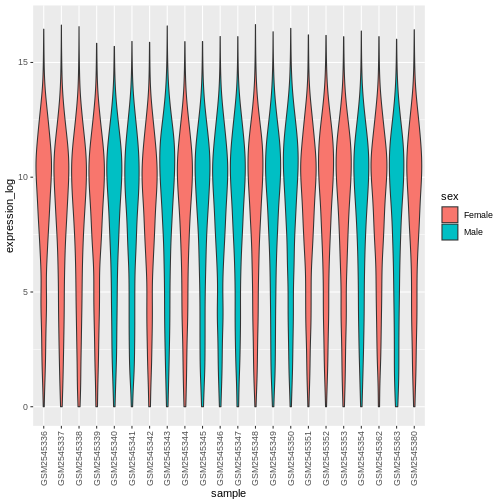 expression_log
15
10
5
0
GSM2545336
GSM2545337
GSM2545338
GSM2545339
GSM2545340
GSM2545341
GSM2545342
GSM2545343
GSM2545344
GSM2545345
GSM2545346
GSM2545347
GSM2545348
GSM2545349
GSM2545350
GSM2545351
GSM2545352
GSM2545353
GSM2545354
GSM2545362
GSM2545363
GSM2545380
sample
sex
Female
Male